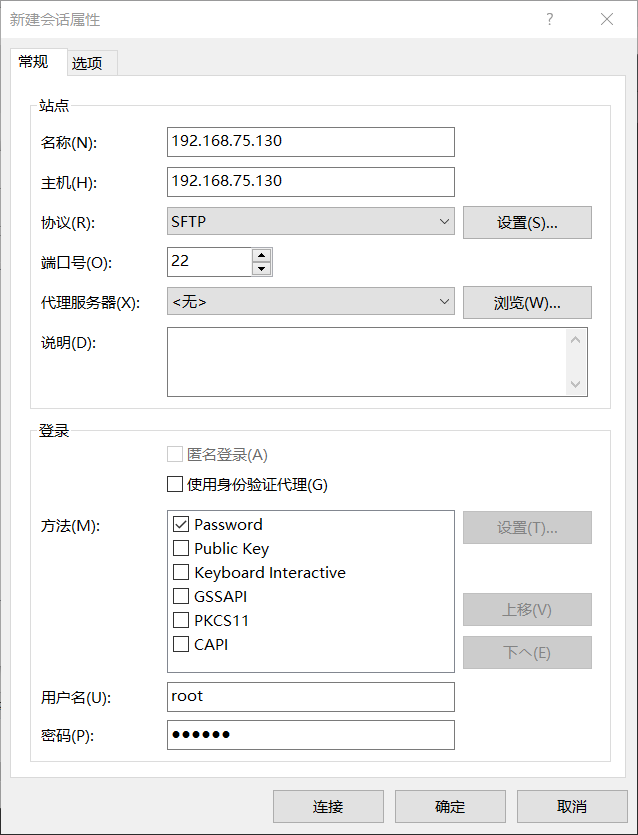 新建会话属性
常规 选项
站点
名称(N): 192.168.75.130
主机(H): 192.168.75.130
协议(R): SFTP 设置(S)...
端口号(O): 22
代理服务器(X): <无> 浏览(W)...
说明(D):
登录
匿名登录(A)
使用身份验证代理(G)
方法(M): Password 设置(T)...
Public Key
Keyboard Interactive
GSSAPI 上移(V)
PKCS11
CAPI 下へ(E)
用户名(U): root
密码(P): ●●●●●●
连接 确定 取消